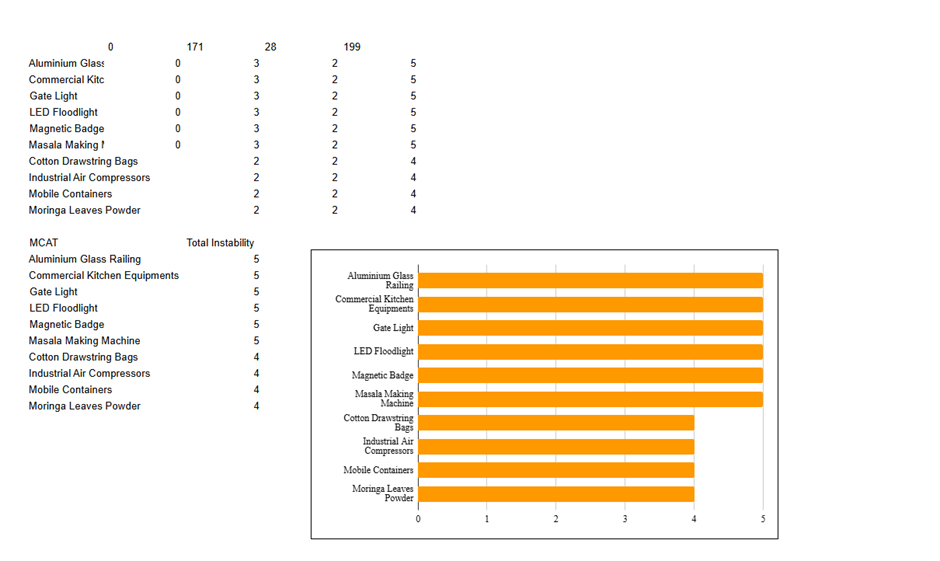 0 171 28 199
Aluminium Glass 0 3 2 5
Commercial Kitc 0 3 2 5
Gate Light 0 3 2 5
LED Floodlight 0 3 2 5
Magnetic Badge 0 3 2 5
Masala Making 0 3 2 5
Cotton Drawstring Bags 2 2 4
Industrial Air Compressors 2 2 4
Mobile Containers 2 2 4
Moringa Leaves Powder 2 2 4
MCAT Total Instability
Aluminium Glass Railing 5
Commercial Kitchen Equipments 5
Gate Light 5
LED Floodlight 5
Magnetic Badge 5
Masala Making Machine 5
Cotton Drawstring Bags 4
Industrial Air Compressors 4
Mobile Containers 4
Moringa Leaves Powder 4
Aluminium Glass
Railing
Commercial Kitchen
Equipments
Gate Light
LED Floodlight
Magnetic Badge
Masala Making
Machine
Cotton Drawstring
Bags
Industrial Air
Compressors
Mobile Containers
Moringa Leaves
Powder
0 1 2 3 4 5